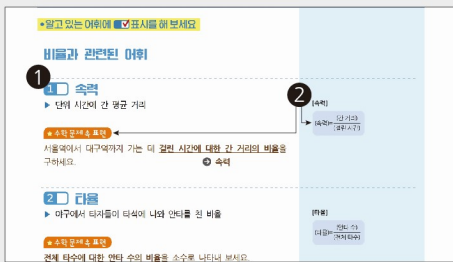 •알고 있는 어휘에 ☑ 표시를 해 보세요
비율과 관련된 어휘
1
1 속력
▶ 단위 시간에 간 평균 거리
2
[속력]
(속력)=(간 거리)/(걸린 시간)
★ 수학 문제 속 표현
서울역에서 대구역까지 가는 데 걸린 시간에 대한 간 거리의 비율을
구하세요. ➔ 속력
2 타율
▶ 야구에서 타자들이 타석에 나와 안타를 친 비율
[타율]
(타율)=(안타 수)/(전체 타수)
★ 수학 문제 속 표현
전체 타수에 대한 안타 수의 비율을 소수로 나타내 보세요.